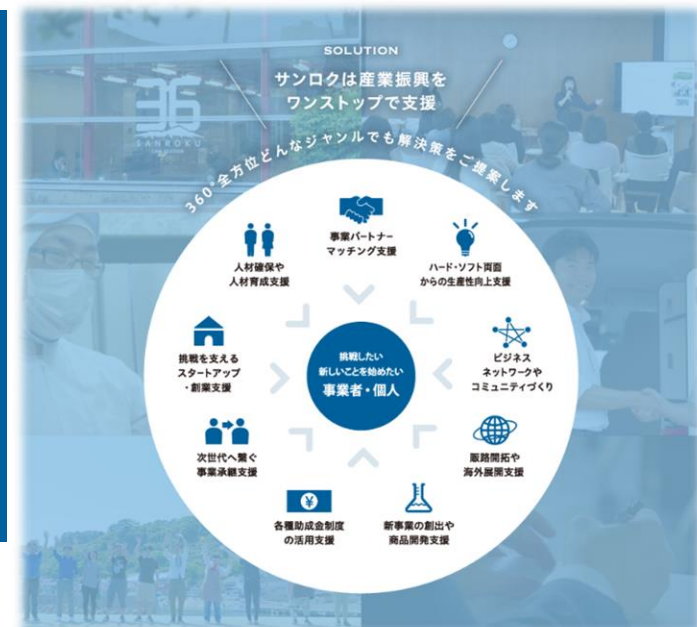 SOLUTION
サンロクは産業振興を
ワンストップで支援
360°全方位どんなジャンルでも解決策をご提案します
36
SANROKU
事業パートナー
マッチング支援
人材確保や
人材育成支援
ハード・ソフト両面
からの生産性向上支援
挑戦を支える
スタートアップ
・創業支援
挑戦したい
新しいことを始めたい
事業者・個人
ビジネス
ネットワークや
コミュニティづくり
次世代へ繋ぐ
事業承継支援
販路開拓や
海外展開支援
各種助成金制度
の活用支援
新事業の創出や
商品開発支援